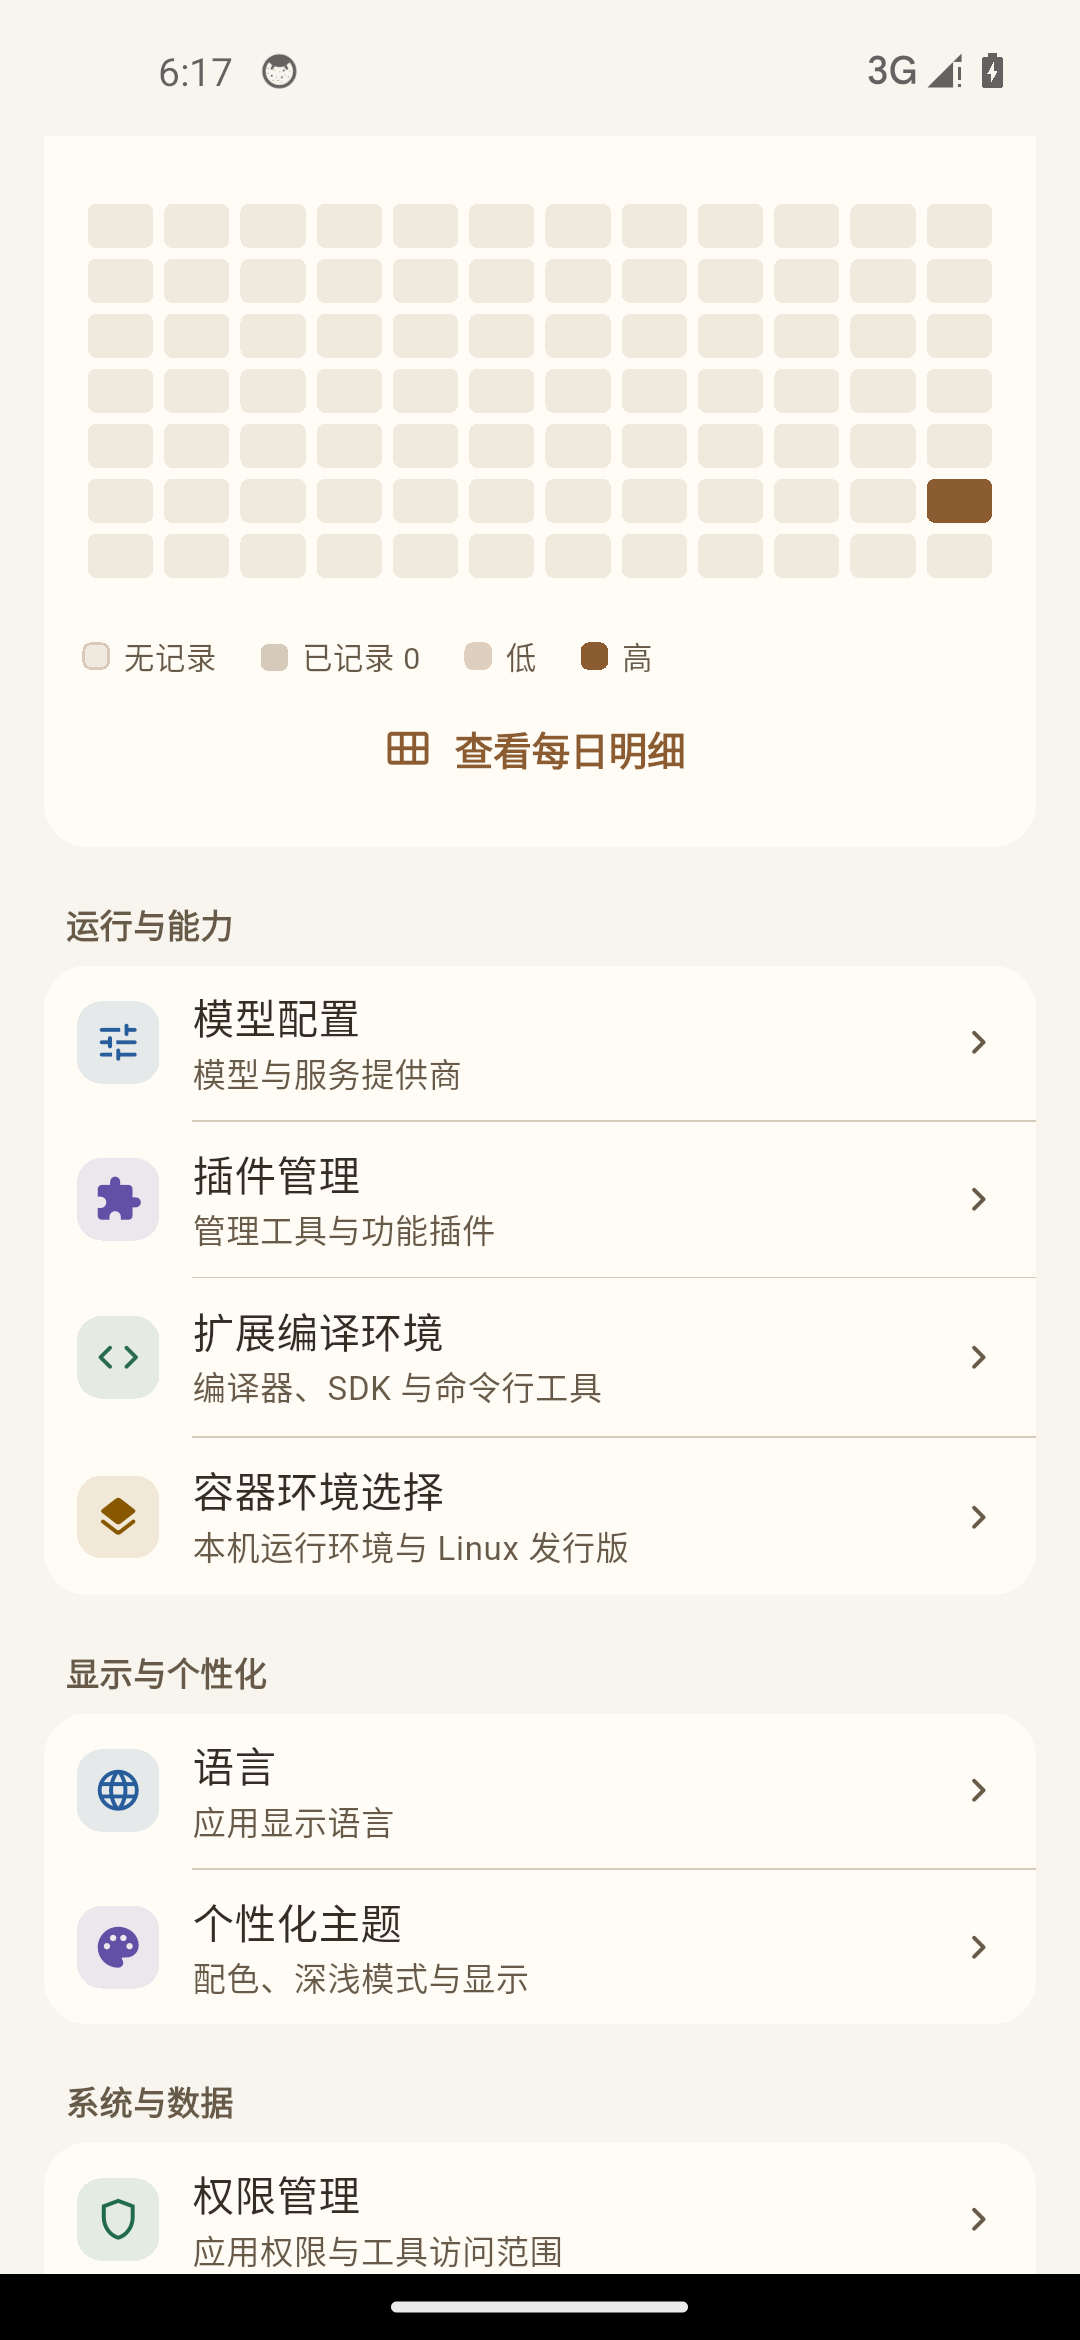 6:17
3G
无记录 已记录 0 低 高
查看每日明细
运行与能力
模型配置
模型与服务提供商
插件管理
管理工具与功能插件
扩展编译环境
编译器、SDK 与命令行工具
容器环境选择
本机运行环境与 Linux 发行版
显示与个性化
语言
应用显示语言
个性化主题
配色、深浅模式与显示
系统与数据
权限管理
应用权限与工具访问范围